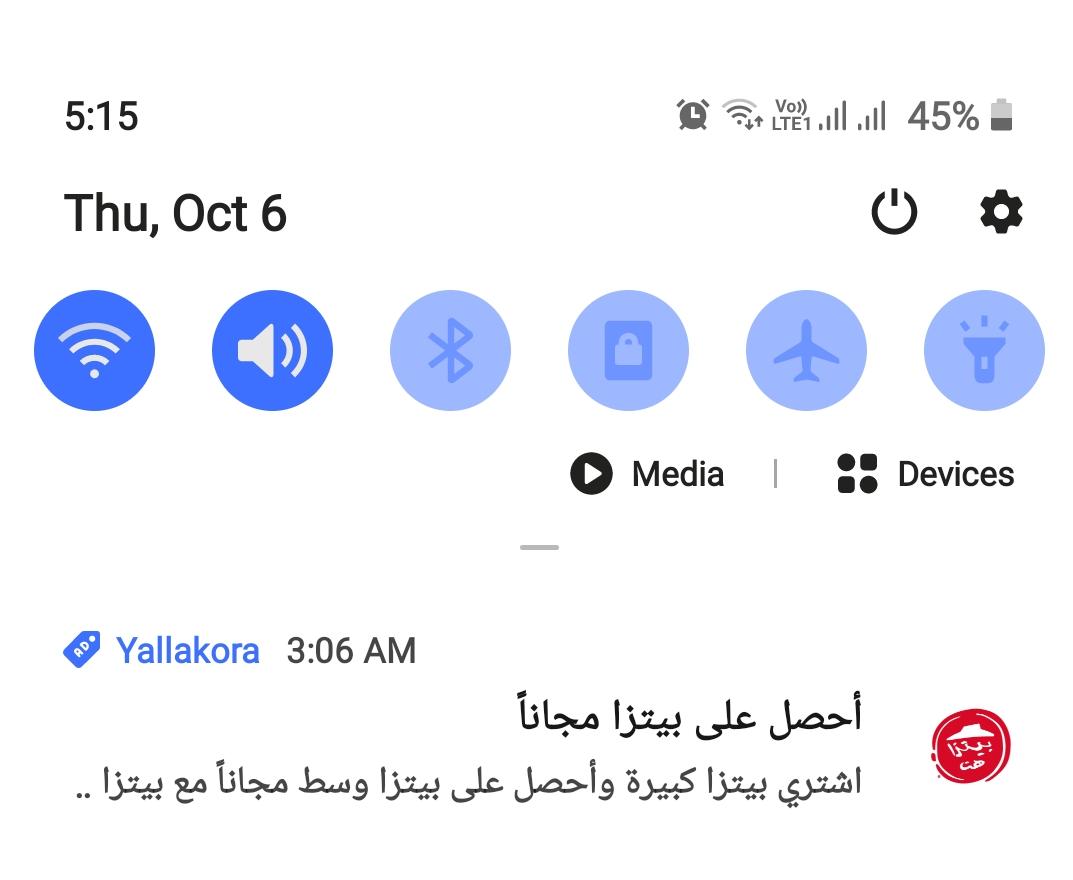 5:15
Vo)) LTE1 45%
Thu, Oct 6
Media | Devices
AD Yallakora 3:06 AM
أحصل على بيتزا مجاناً
اشتري بيتزا كبيرة وأحصل على بيتزا وسط مجاناً مع بيتزا ..
بيتزا
هت